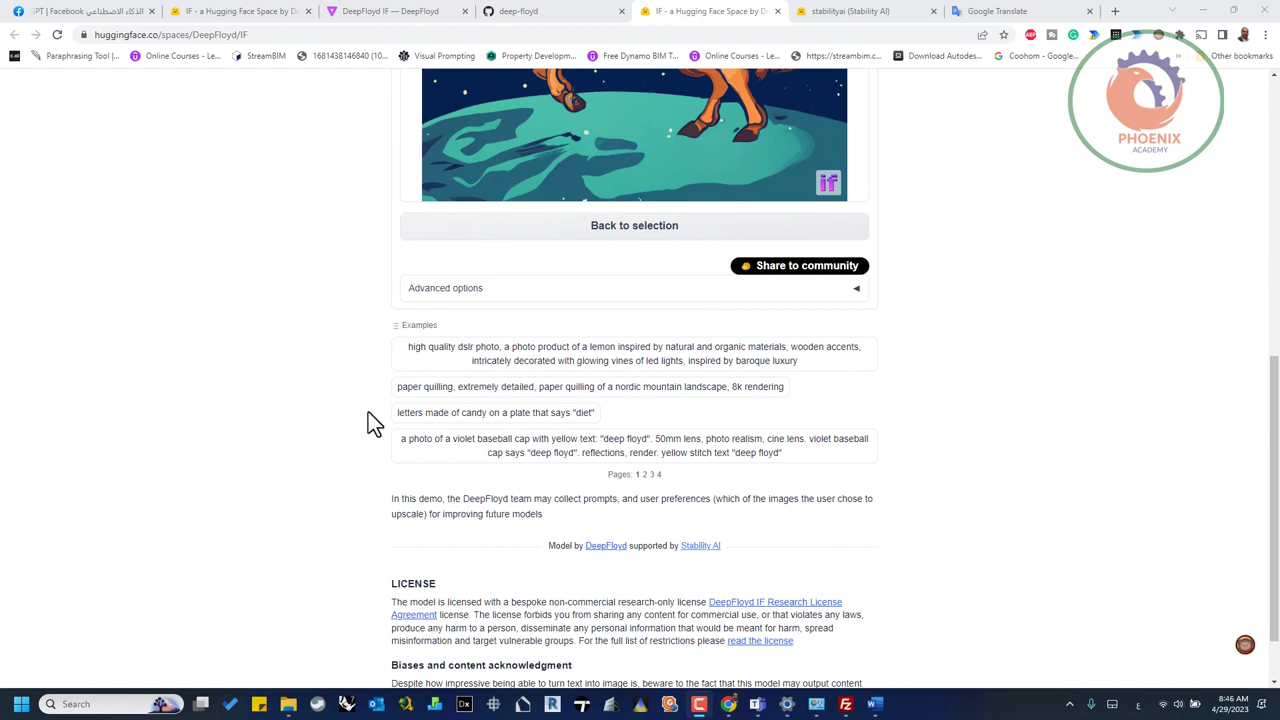 ɛPT | Facebook الذكاء الاصطناعي
IF - a Hugging Face Space by De
DeepFloyd IF — DeepFloyd
deep-floyd
IF - a Hugging Face Space by De
stabilityai (Stability AI)
Google Translate
huggingface.co/spaces/DeepFloyd/IF
Paraphrasing Tool |...
Online Courses - Le...
StreamBIM
1681438146840 (10...
Visual Prompting
Property Developm...
Free Dynamo BIM T...
Online Courses - Le...
https://streambim.c...
Download Autodes...
Coohom - Google...
Other bookmarks
PHOENIX
ACADEMY
if
Back to selection
Share to community
Advanced options
Examples
high quality dslr photo, a photo product of a lemon inspired by natural and organic materials, wooden accents,
intricately decorated with glowing vines of led lights, inspired by baroque luxury
paper quilling, extremely detailed, paper quilling of a nordic mountain landscape, 8k rendering
letters made of candy on a plate that says "diet"
a photo of a violet baseball cap with yellow text: "deep floyd". 50mm lens, photo realism, cine lens. violet baseball
cap says "deep floyd". reflections, render. yellow stitch text "deep floyd"
Pages: 1 2 3 4
In this demo, the DeepFloyd team may collect prompts, and user preferences (which of the images the user chose to
upscale) for improving future models
Model by DeepFloyd supported by Stability AI
LICENSE
The model is licensed with a bespoke non-commercial research-only license DeepFloyd IF Research License
Agreement license. The license forbids you from sharing any content for commercial use, or that violates any laws,
produce any harm to a person, disseminate any personal information that would be meant for harm, spread
misinformation and target vulnerable groups. For the full list of restrictions please read the license
Biases and content acknowledgment
Despite how impressive being able to turn text into image is, beware to the fact that this model may output content
Search
8:46 AM
4/29/2023